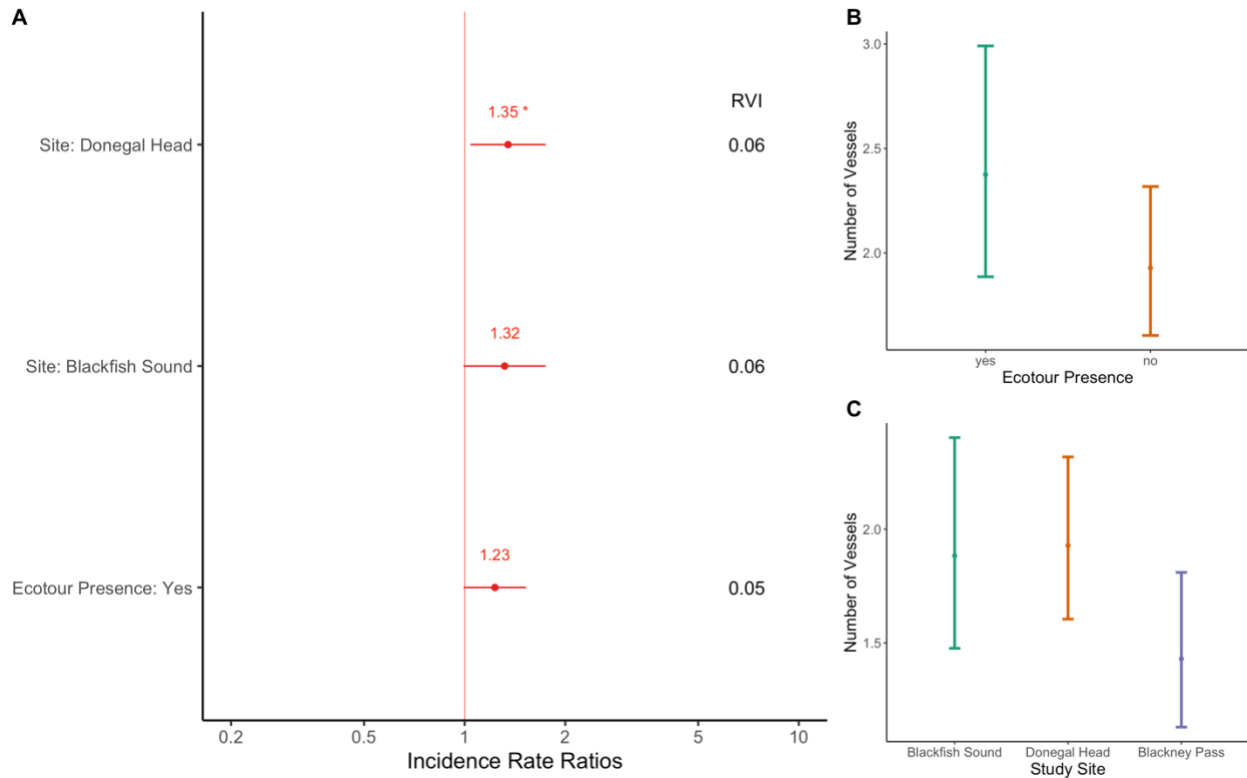 A
RVI
1.35 *
Site: Donegal Head
0.06
1.32
Site: Blackfish Sound
0.06
1.23
Ecotour Presence: Yes
0.05
0.2
0.5
1
2
5
10
Incidence Rate Ratios
B
3.0
2.5
2.0
Number of Vessels
yes
no
Ecotour Presence
C
2.0
1.5
Number of Vessels
Blackfish Sound
Donegal Head
Blackney Pass
Study Site